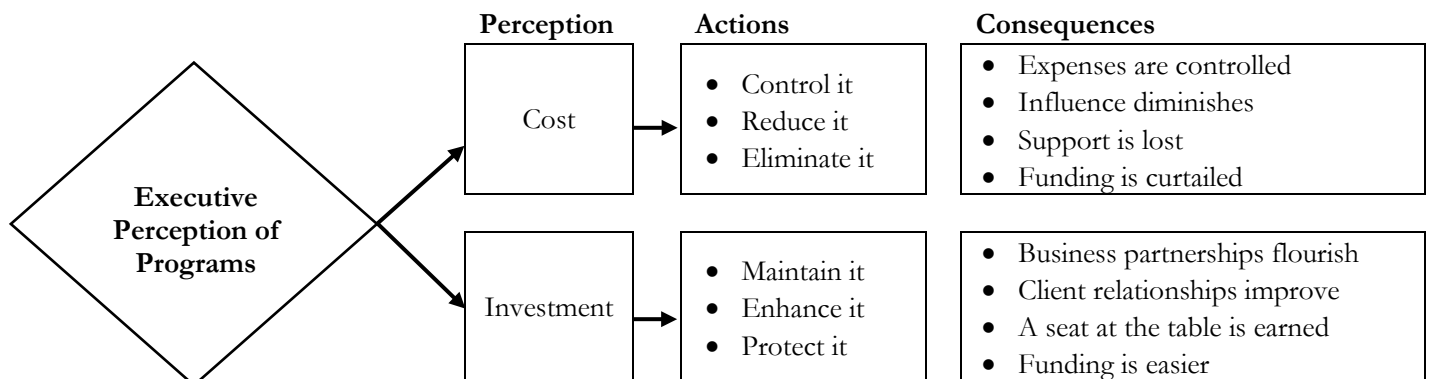 Perception Actions Consequences
Executive
Perception of
Programs
Cost
• Control it
• Reduce it
• Eliminate it
• Expenses are controlled
• Influence diminishes
• Support is lost
• Funding is curtailed
Investment
• Maintain it
• Enhance it
• Protect it
• Business partnerships flourish
• Client relationships improve
• A seat at the table is earned
• Funding is easier